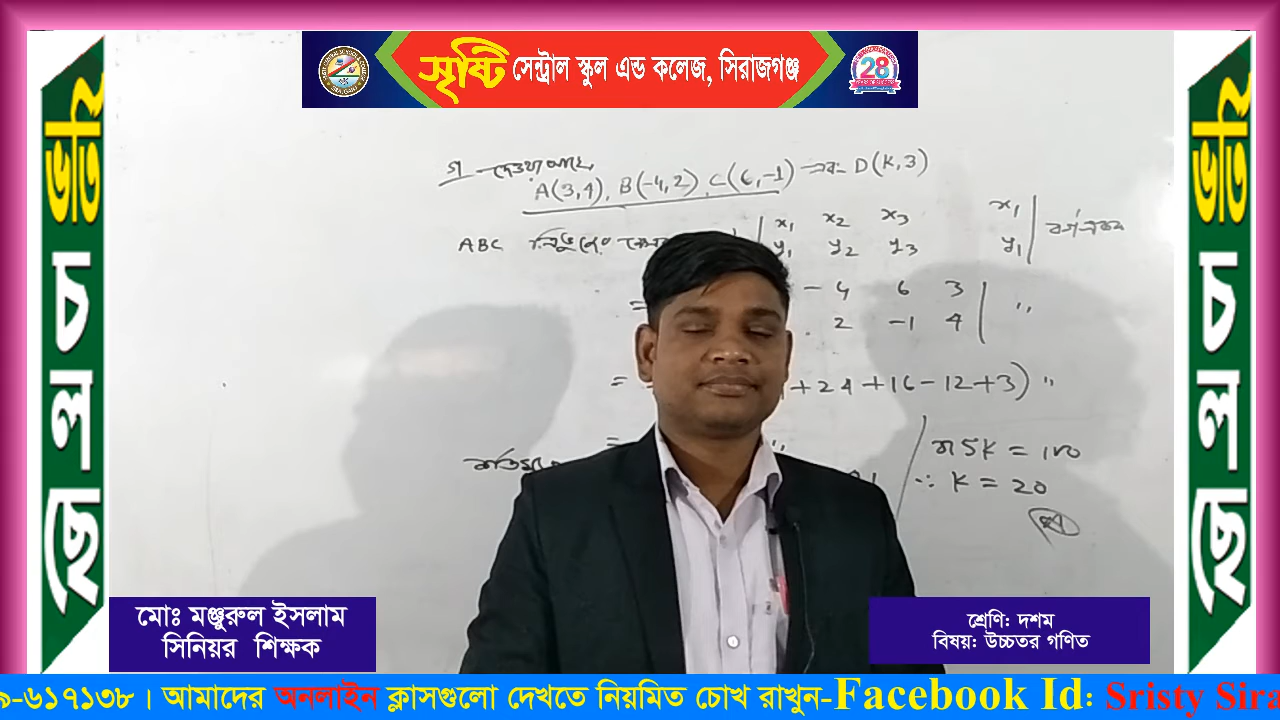 ভর্তি চলছে
সৃষ্টি সেন্ট্রাল স্কুল এন্ড কলেজ, সিরাজগঞ্জ
28
ভর্তি চলছে
A(3,4), B(-4,2), C(6,-1) এবং D(K,3)
ABC
x₁ x₂ x₃ x₁
y₁ y₂ y₃ y₁
= - 4 6 3
2 -1 4 "
= +24+16-12+3) "
= "
বা 5K = 100
∴ K = 20
মোঃ মঞ্জুরুল ইসলাম
সিনিয়র শিক্ষক
শ্রেণি: দশম
বিষয়: উচ্চতর গণিত
৯-৬১৭১৩৮। আমাদের অনলাইন ক্লাসগুলো দেখতে নিয়মিত চোখ রাখুন-Facebook Id: Sristy Sira